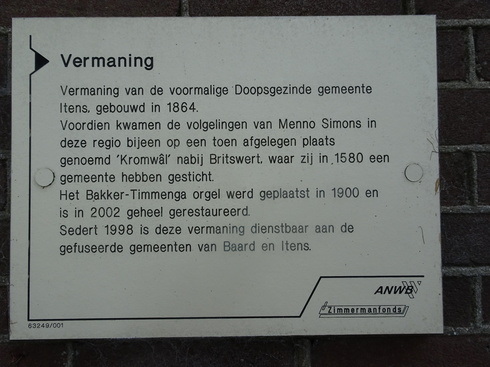 Vermaning
Vermaning van de voormalige Doopsgezinde gemeente
Itens, gebouwd in 1864.
Voordien kwamen de volgelingen van Menno Simons in
deze regio bijeen op een toen afgelegen plaats
genoemd 'Kromwâl' nabij Britswert, waar zij in 1580 een
gemeente hebben gesticht.
Het Bakker-Timmenga orgel werd geplaatst in 1900 en
is in 2002 geheel gerestaureerd.
Sedert 1998 is deze vermaning dienstbaar aan de
gefuseerde gemeenten van Baard en Itens.
ANWB
Zimmermanfonds
63249/001